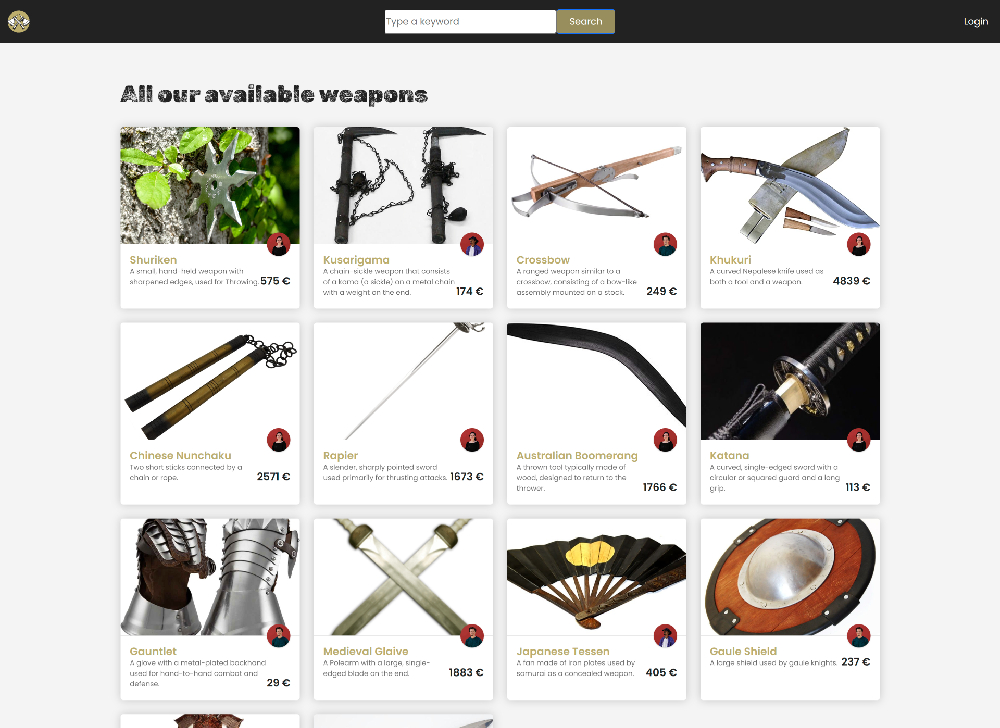 Type a keyword
Search
Login
All our available weapons
Shuriken
A small, hand-held weapon with
sharpened edges, used for Throwing.
575 €
Kusarigama
A chain-sickle weapon that consists
of a kama (a sickle) on a metal chain
with a weight on the end.
174 €
Crossbow
A ranged weapon similar to a
crossbow, consisting of a bow-like
assembly mounted on a stock.
249 €
Khukuri
A curved Nepalese knife used as
both a tool and a weapon.
4839 €
Chinese Nunchaku
Two short sticks connected by a
chain or rope.
2571 €
Rapier
A slender, sharply pointed sword
used primarily for thrusting attacks.
1673 €
Australian Boomerang
A thrown tool typically made of
wood, designed to return to the
thrower.
1766 €
Katana
A curved, single-edged sword with a
circular or squared guard and a long
grip.
113 €
Gauntlet
A glove with a metal-plated backhand
used for hand-to-hand combat and
defense.
29 €
Medieval Glaive
A Polearm with a large, single-
edged blade on the end.
1883 €
Japanese Tessen
A fan made of iron plates used by
samurai as a concealed weapon.
405 €
Gaule Shield
A large shield used by gaule knights.
237 €